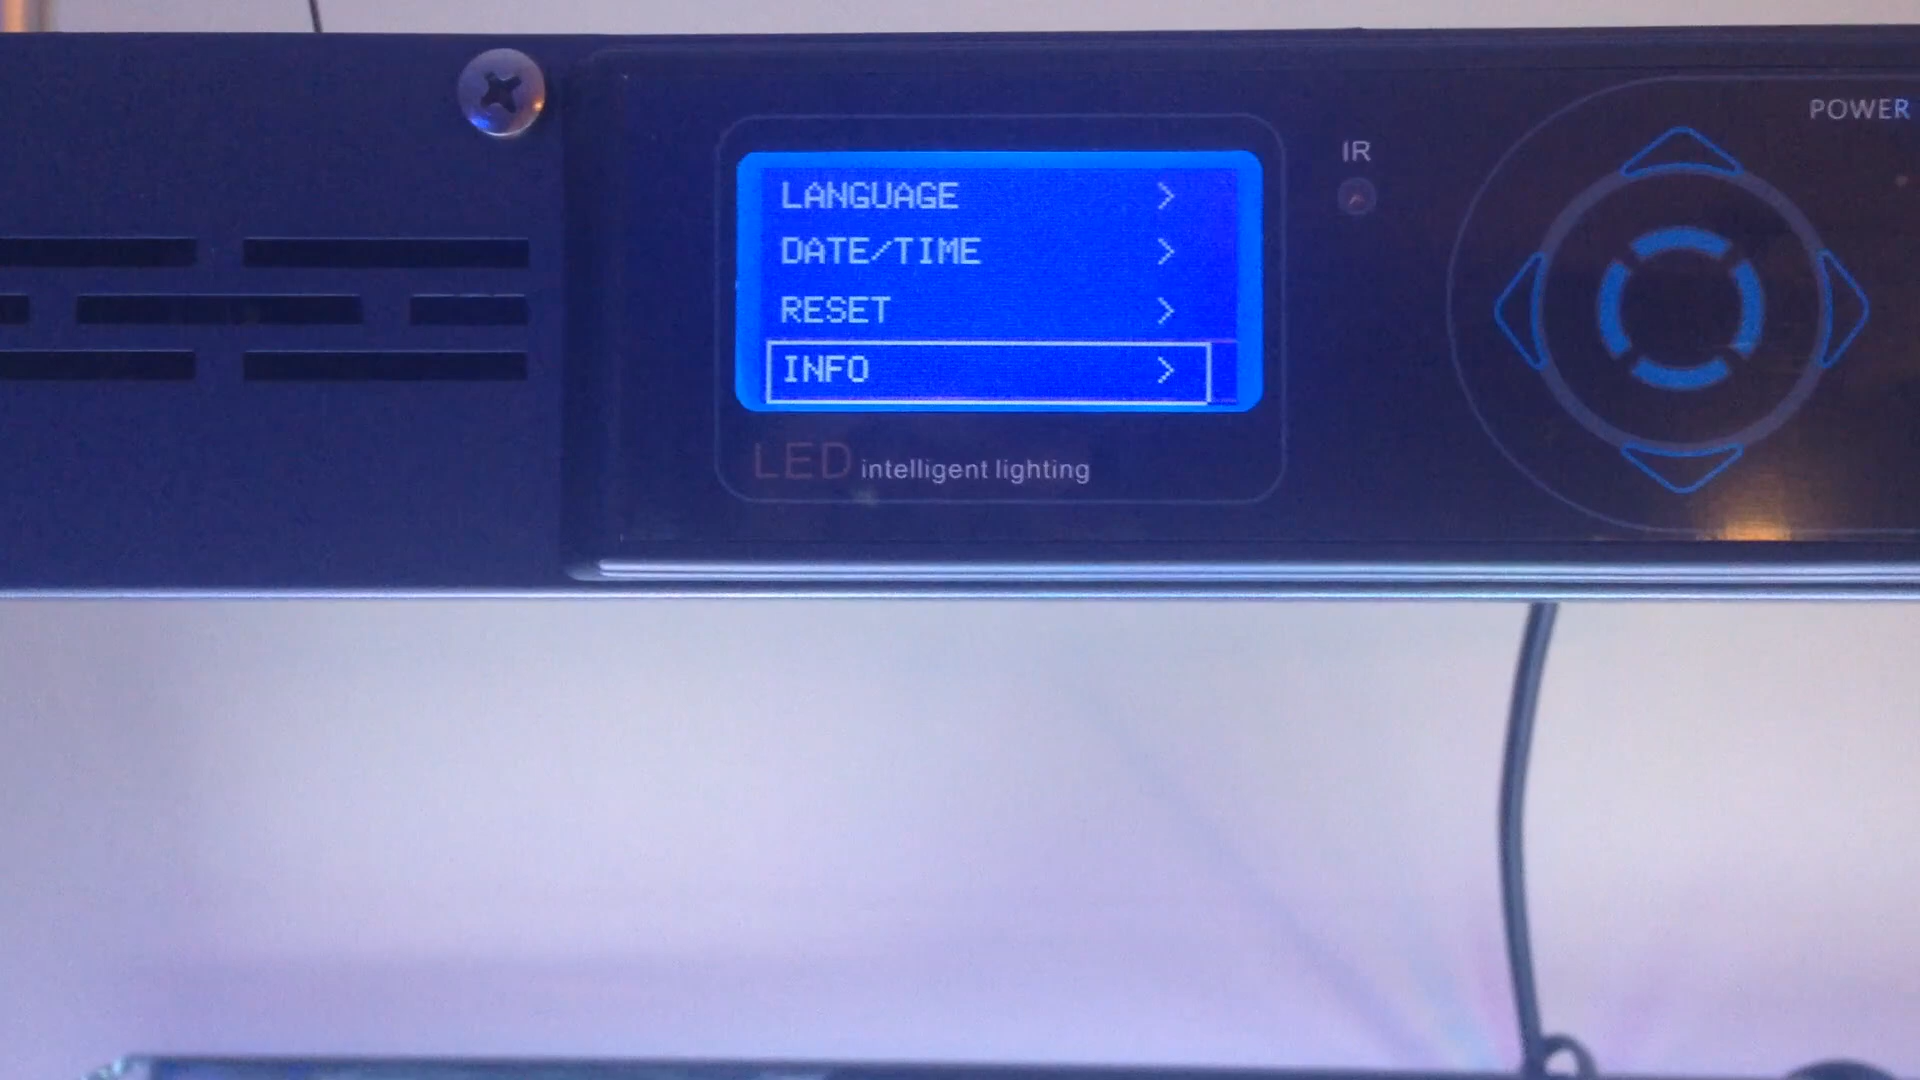 LANGUAGE >
DATE/TIME >
RESET >
INFO >
LED intelligent lighting
IR
POWER